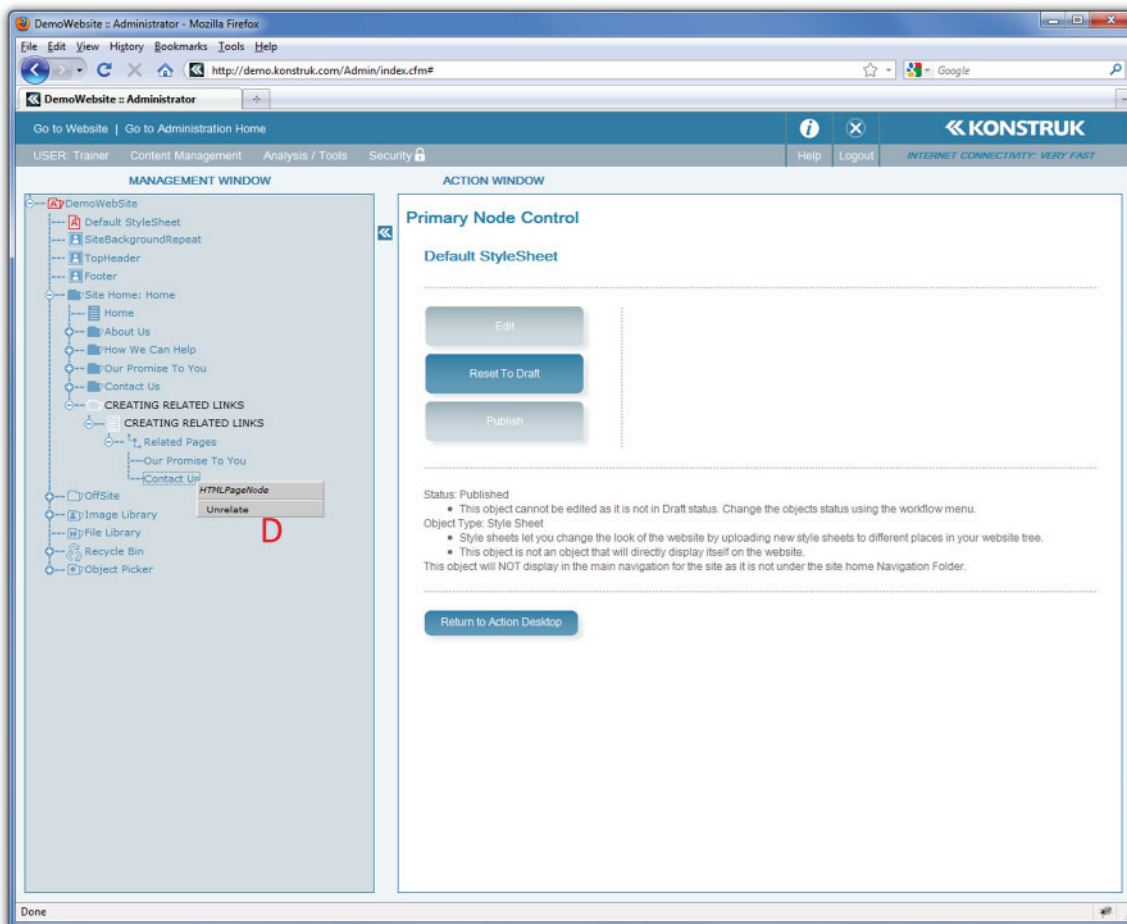 DemoWebsite :: Administrator - Mozilla Firefox
File Edit View History Bookmarks Tools Help
http://demo.konstruk.com/Admin/index.cfm#
Google
DemoWebsite :: Administrator
Go to Website | Go to Administration Home
KONSTRUK
USER: Trainer Content Management Analysis / Tools Security
Help Logout
INTERNET CONNECTIVITY: VERY FAST
MANAGEMENT WINDOW
DemoWebSite
Default StyleSheet
SiteBackgroundRepeat
TopHeader
Footer
Site Home: Home
Home
About Us
How We Can Help
Our Promise To You
Contact Us
CREATING RELATED LINKS
CREATING RELATED LINKS
Related Pages
Our Promise To You
Contact Us
HTMLPageNode
Unrelate
D
OffSite
Image Library
File Library
Recycle Bin
Object Picker
ACTION WINDOW
Primary Node Control
Default StyleSheet
Edit
Reset To Draft
Publish
Status: Published
This object cannot be edited as it is not in Draft status. Change the objects status using the workflow menu.
Object Type: Style Sheet
Style sheets let you change the look of the website by uploading new style sheets to different places in your website tree.
This object is not an object that will directly display itself on the website.
This object will NOT display in the main navigation for the site as it is not under the site home Navigation Folder.
Return to Action Desktop
Done